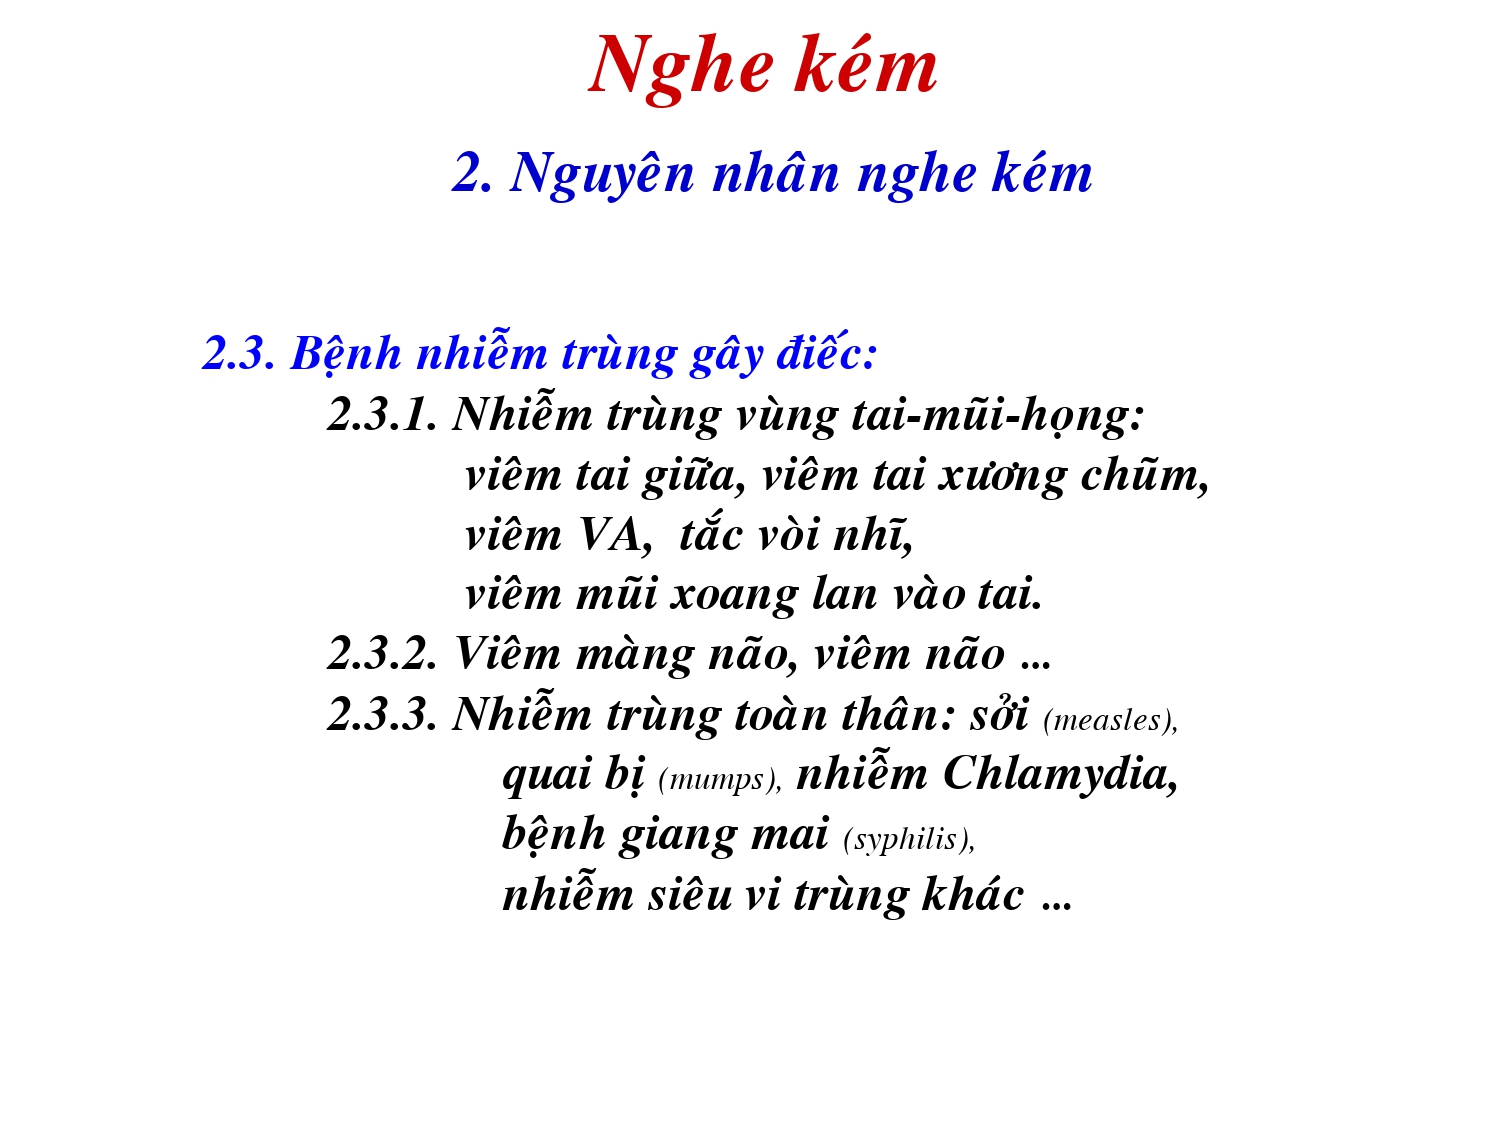 Nghe kém
2. Nguyên nhân nghe kém
2.3. Bệnh nhiễm trùng gây điếc:
2.3.1. Nhiễm trùng vùng tai-mũi-họng:
viêm tai giữa, viêm tai xương chũm,
viêm VA, tắc vòi nhĩ,
viêm mũi xoang lan vào tai.
2.3.2. Viêm màng não, viêm não ...
2.3.3. Nhiễm trùng toàn thân: sởi (measles),
quai bị (mumps), nhiễm Chlamydia,
bệnh giang mai (syphilis),
nhiễm siêu vi trùng khác ...